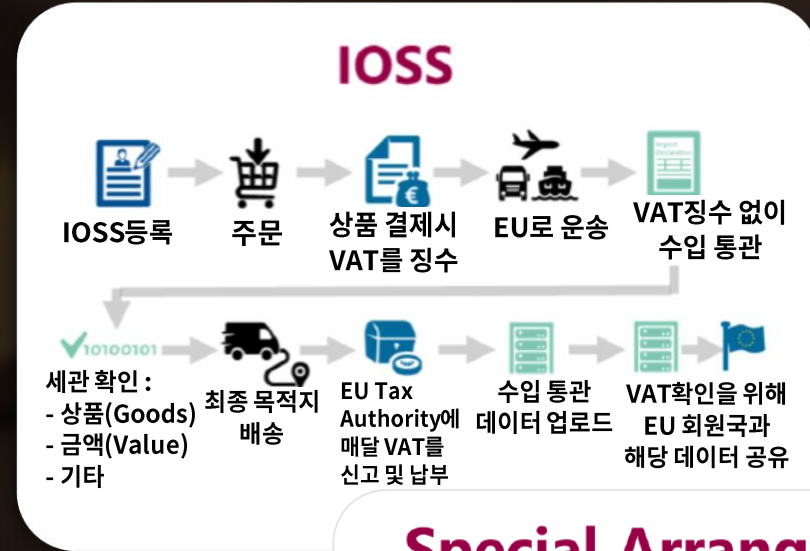 IOSS
IOSS등록
주문
상품 결제시
VAT를 징수
EU로 운송
VAT징수 없이
수입 통관
10100101
세관 확인 :
- 상품(Goods)
- 금액(Value)
- 기타
최종 목적지
배송
EU Tax
Authority에
매달 VAT를
신고 및 납부
수입 통관
데이터 업로드
VAT확인을 위해
EU 회원국과
해당 데이터 공유
Special Arrang